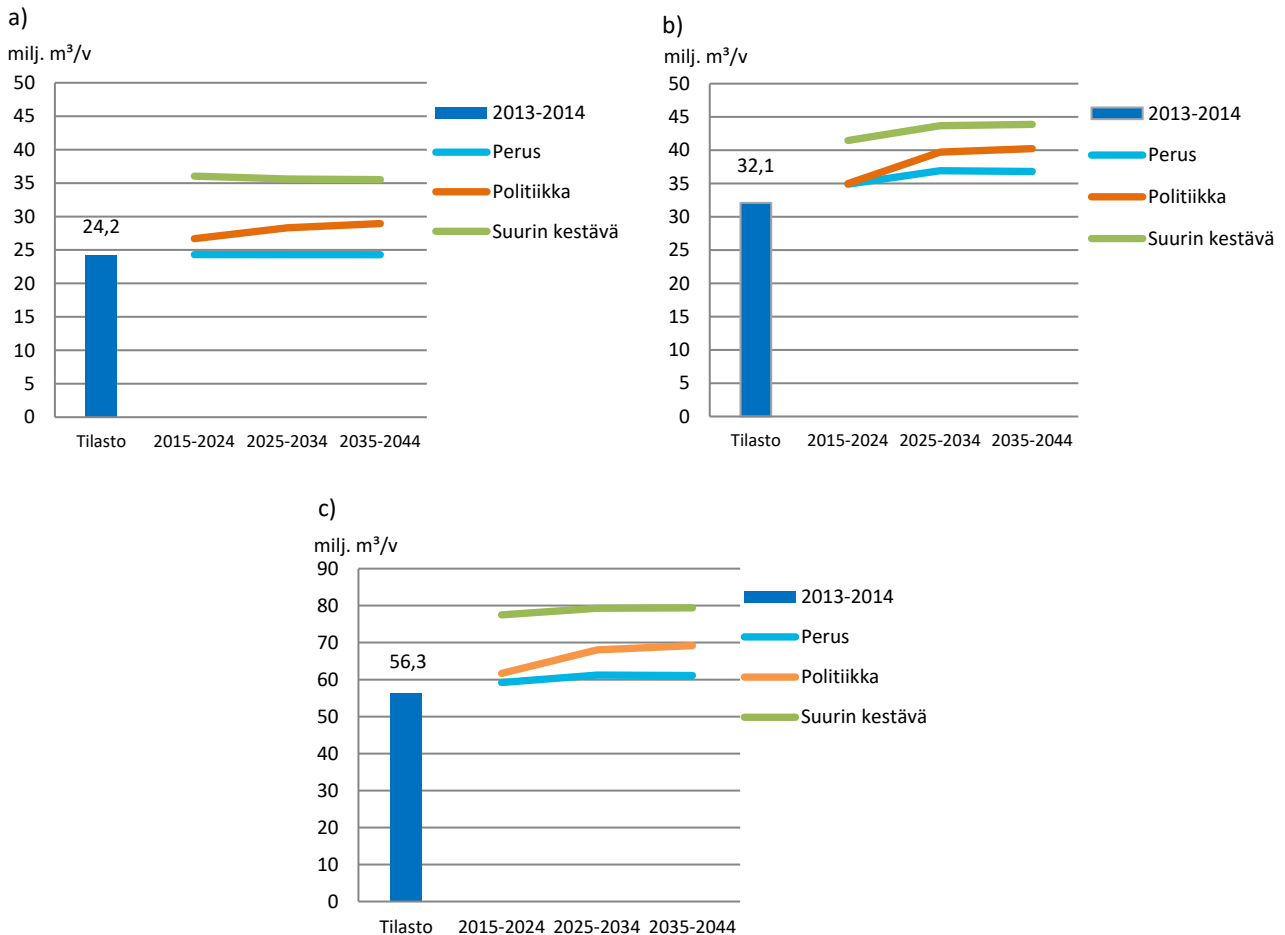 a)
milj. m³/v
50
45
40
35
30
25
20
15
10
5
0
24,2
Tilasto 2015-2024 2025-2034 2035-2044
2013-2014
Perus
Politiikka
Suurin kestävä
b)
milj. m³/v
50
45
40
35
30
25
20
15
10
5
0
32,1
Tilasto 2015-2024 2025-2034 2035-2044
2013-2014
Perus
Politiikka
Suurin kestävä
c)
milj. m³/v
90
80
70
60
50
40
30
20
10
0
56,3
Tilasto 2015-2024 2025-2034 2035-2044
2013-2014
Perus
Politiikka
Suurin kestävä